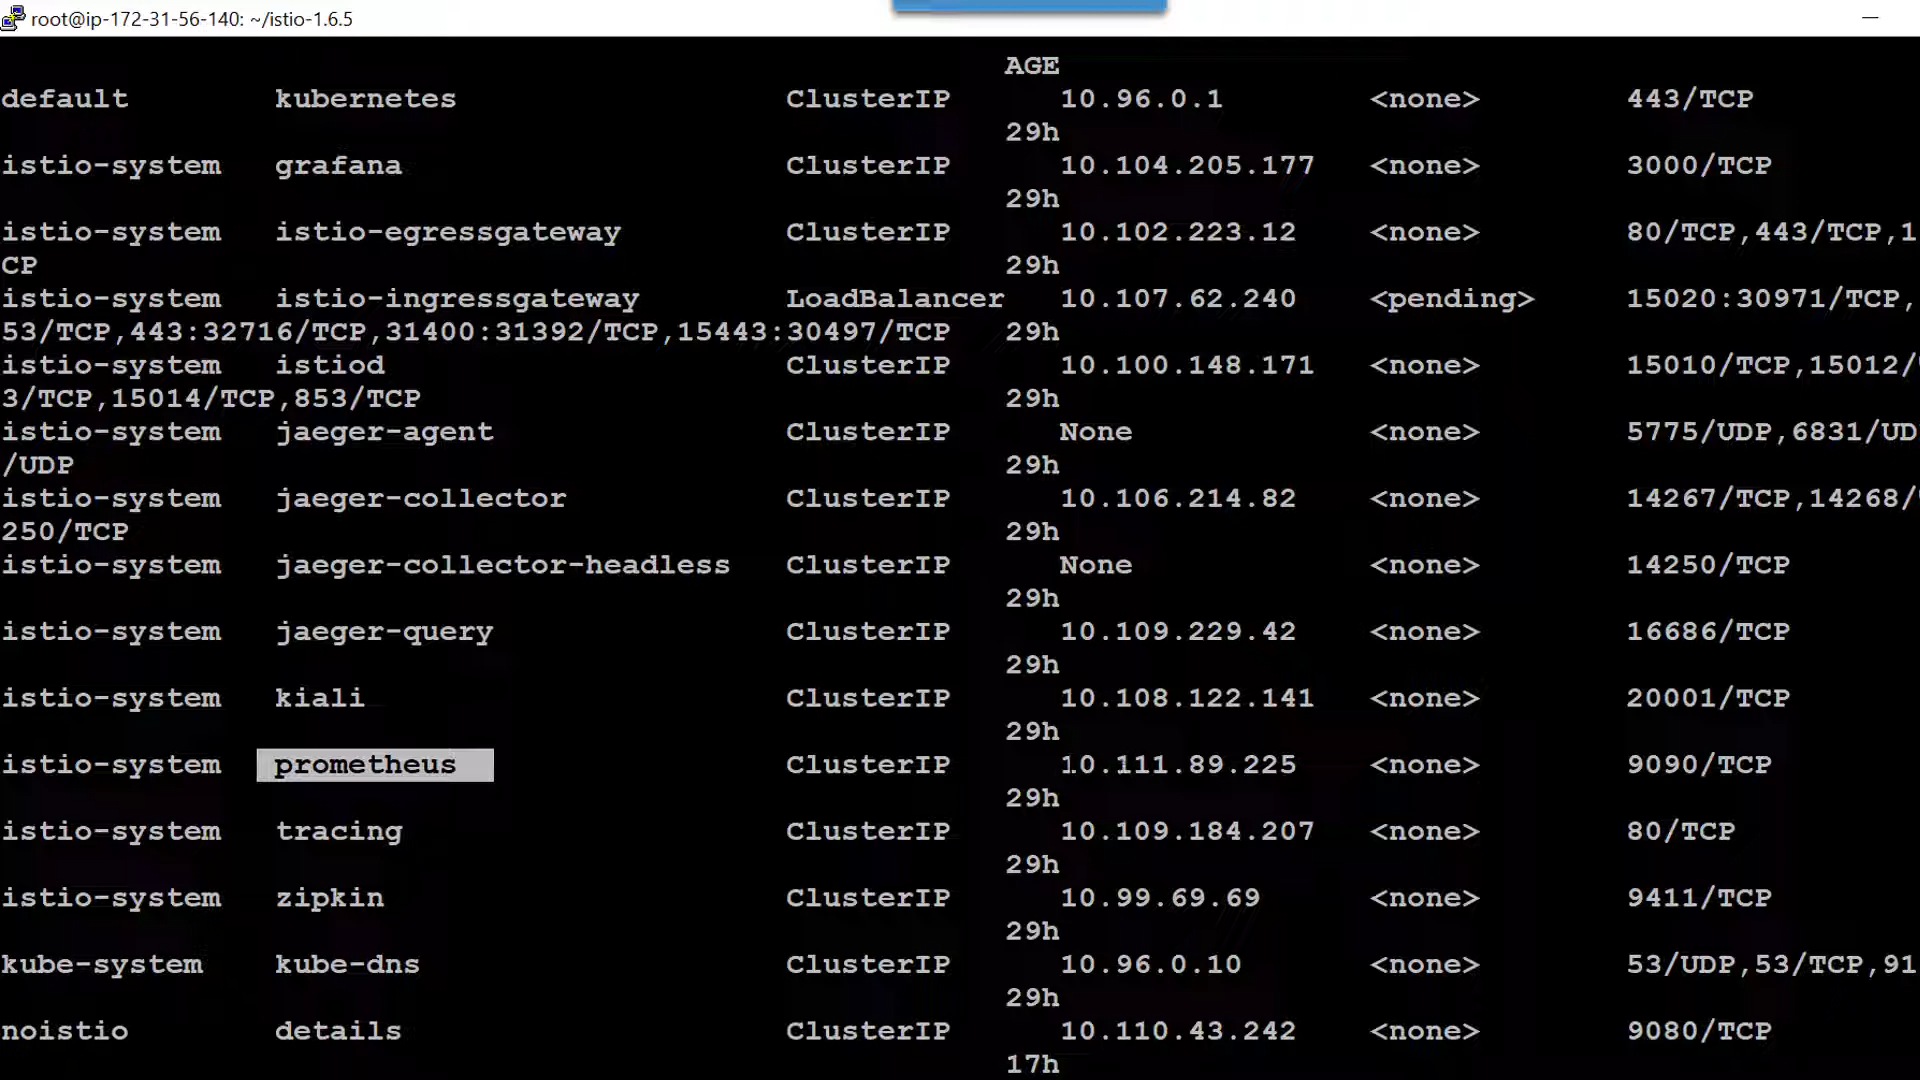 root@ip-172-31-56-140: ~/istio-1.6.5
AGE
default kubernetes ClusterIP 10.96.0.1 <none> 443/TCP
29h
istio-system grafana ClusterIP 10.104.205.177 <none> 3000/TCP
29h
istio-system istio-egressgateway ClusterIP 10.102.223.12 <none> 80/TCP,443/TCP,1
CP 29h
istio-system istio-ingressgateway LoadBalancer 10.107.62.240 <pending> 15020:30971/TCP,
53/TCP,443:32716/TCP,31400:31392/TCP,15443:30497/TCP 29h
istio-system istiod ClusterIP 10.100.148.171 <none> 15010/TCP,15012/
3/TCP,15014/TCP,853/TCP 29h
istio-system jaeger-agent ClusterIP None <none> 5775/UDP,6831/UD
/UDP 29h
istio-system jaeger-collector ClusterIP 10.106.214.82 <none> 14267/TCP,14268/
250/TCP 29h
istio-system jaeger-collector-headless ClusterIP None <none> 14250/TCP
29h
istio-system jaeger-query ClusterIP 10.109.229.42 <none> 16686/TCP
29h
istio-system kiali ClusterIP 10.108.122.141 <none> 20001/TCP
29h
istio-system prometheus ClusterIP 10.111.89.225 <none> 9090/TCP
29h
istio-system tracing ClusterIP 10.109.184.207 <none> 80/TCP
29h
istio-system zipkin ClusterIP 10.99.69.69 <none> 9411/TCP
29h
kube-system kube-dns ClusterIP 10.96.0.10 <none> 53/UDP,53/TCP,91
29h
noistio details ClusterIP 10.110.43.242 <none> 9080/TCP
17h